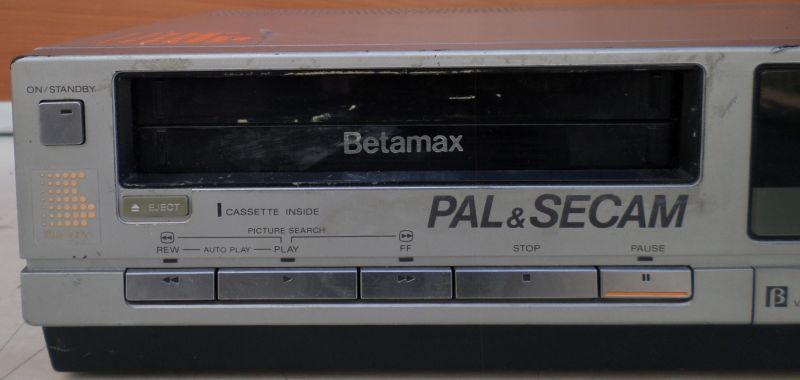 ON/STANDBY
Betamax
EJECT
CASSETTE INSIDE
PAL & SECAM
PICTURE SEARCH
REW AUTO PLAY PLAY FF STOP PAUSE
β